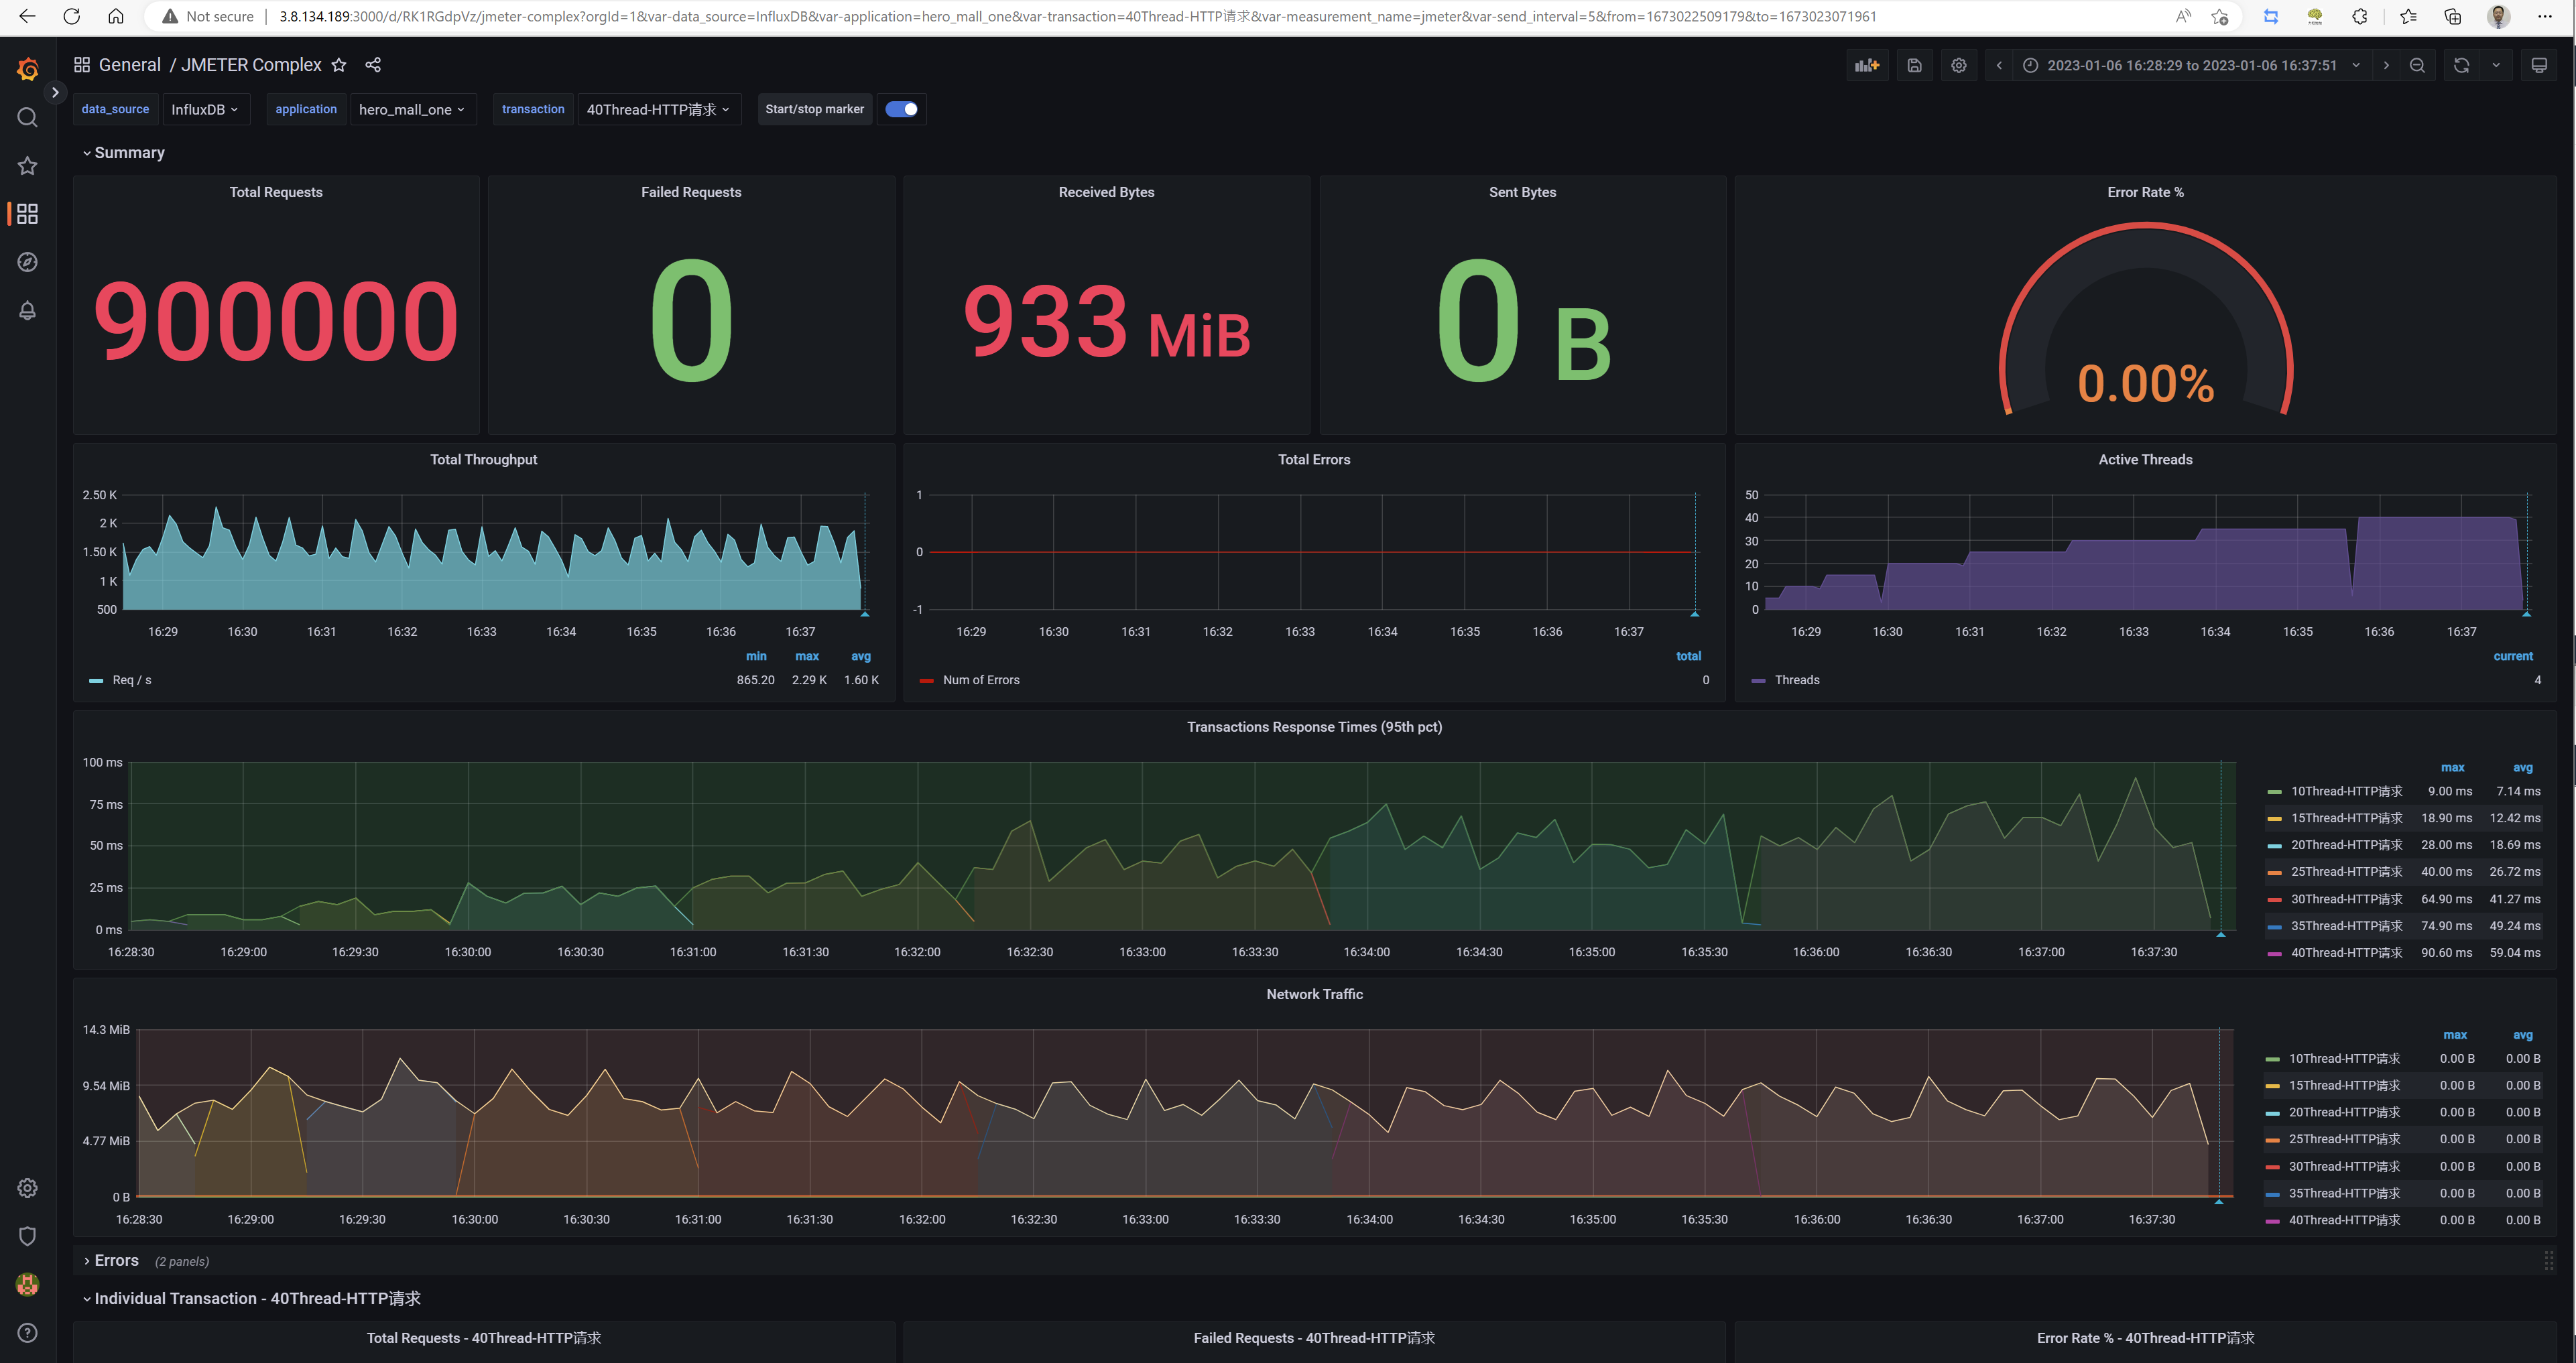 Not secure | 3.8.134.189:3000/d/RK1RGdpVz/jmeter-complex?orgId=1&var-data_source=InfluxDB&var-application=hero_mall_one&var-transaction=40Thread-HTTP请求&var-measurement_name=jmeter&var-send_interval=5&from=1673022509179&to=1673023071961
General / JMETER Complex
2023-01-06 16:28:29 to 2023-01-06 16:37:51
data_source InfluxDB application hero_mall_one transaction 40Thread-HTTP请求 Start/stop marker
Summary
Total Requests
900000
Failed Requests
0
Received Bytes
933 MiB
Sent Bytes
0 B
Error Rate %
0.00%
Total Throughput
2.50 K
2 K
1.50 K
1 K
500
16:29 16:30 16:31 16:32 16:33 16:34 16:35 16:36 16:37
min max avg
Req / s 865.20 2.29 K 1.60 K
Total Errors
1
0
-1
16:29 16:30 16:31 16:32 16:33 16:34 16:35 16:36 16:37
total
Num of Errors 0
Active Threads
50
40
30
20
10
0
16:29 16:30 16:31 16:32 16:33 16:34 16:35 16:36 16:37
current
Threads 4
Transactions Response Times (95th pct)
100 ms
75 ms
50 ms
25 ms
0 ms
16:28:30 16:29:00 16:29:30 16:30:00 16:30:30 16:31:00 16:31:30 16:32:00 16:32:30 16:33:00 16:33:30 16:34:00 16:34:30 16:35:00 16:35:30 16:36:00 16:36:30 16:37:00 16:37:30
max avg
10Thread-HTTP请求 9.00 ms 7.14 ms
15Thread-HTTP请求 18.90 ms 12.42 ms
20Thread-HTTP请求 28.00 ms 18.69 ms
25Thread-HTTP请求 40.00 ms 26.72 ms
30Thread-HTTP请求 64.90 ms 41.27 ms
35Thread-HTTP请求 74.90 ms 49.24 ms
40Thread-HTTP请求 90.60 ms 59.04 ms
Network Traffic
14.3 MiB
9.54 MiB
4.77 MiB
0 B
16:28:30 16:29:00 16:29:30 16:30:00 16:30:30 16:31:00 16:31:30 16:32:00 16:32:30 16:33:00 16:33:30 16:34:00 16:34:30 16:35:00 16:35:30 16:36:00 16:36:30 16:37:00 16:37:30
max avg
10Thread-HTTP请求 0.00 B 0.00 B
15Thread-HTTP请求 0.00 B 0.00 B
20Thread-HTTP请求 0.00 B 0.00 B
25Thread-HTTP请求 0.00 B 0.00 B
30Thread-HTTP请求 0.00 B 0.00 B
35Thread-HTTP请求 0.00 B 0.00 B
40Thread-HTTP请求 0.00 B 0.00 B
Errors (2 panels)
Individual Transaction - 40Thread-HTTP请求
Total Requests - 40Thread-HTTP请求
Failed Requests - 40Thread-HTTP请求
Error Rate % - 40Thread-HTTP请求